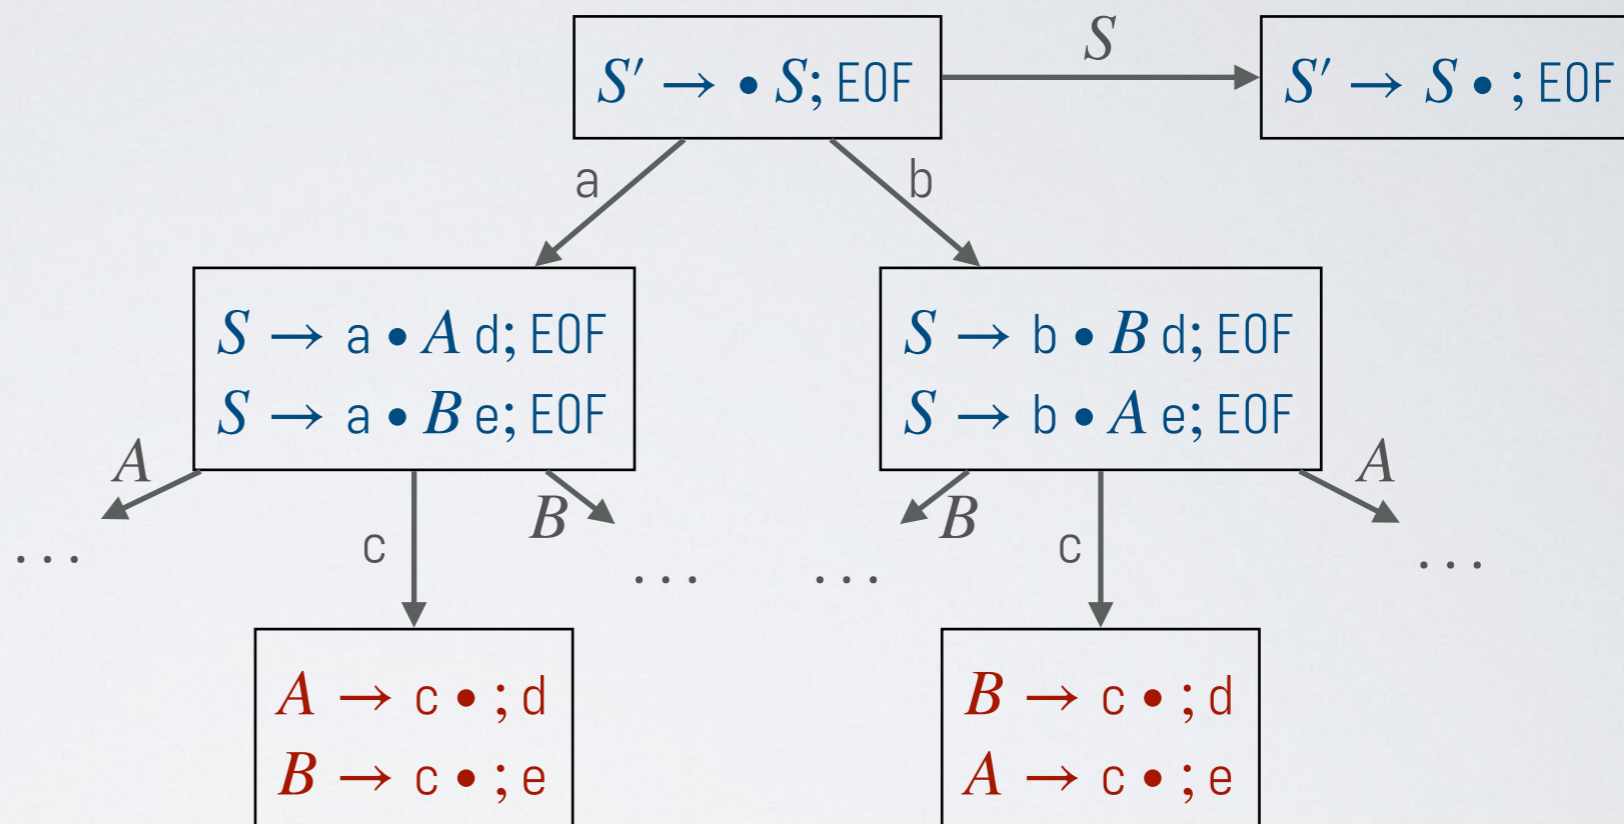 S′ → • S; EOF
S
S′ → S • ; EOF
a
b
S → a • A d; EOF
S → a • B e; EOF
S → b • B d; EOF
S → b • A e; EOF
A
c
B
B
c
A
...
...
...
...
A → c • ; d
B → c • ; e
B → c • ; d
A → c • ; e